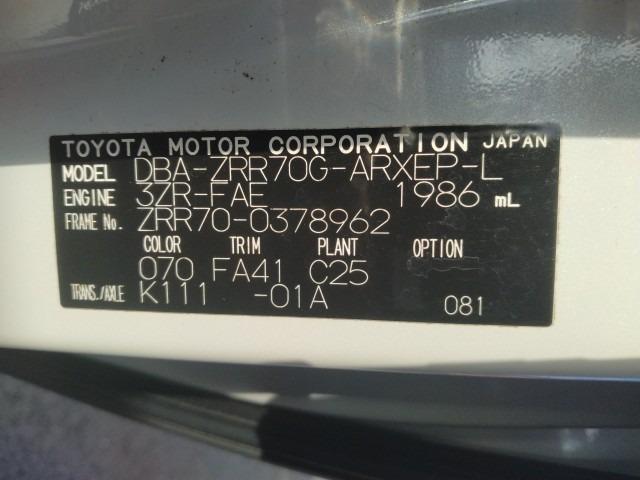 TOYOTA MOTOR CORPORATION JAPAN
MODEL DBA-ZRR70G-ARXEP-L
ENGINE 3ZR-FAE 1986 mL
FRAME No. ZRR70-0378962
COLOR TRIM PLANT OPTION
070 FA41 C25
TRANS./AXLE K111 -01A 081